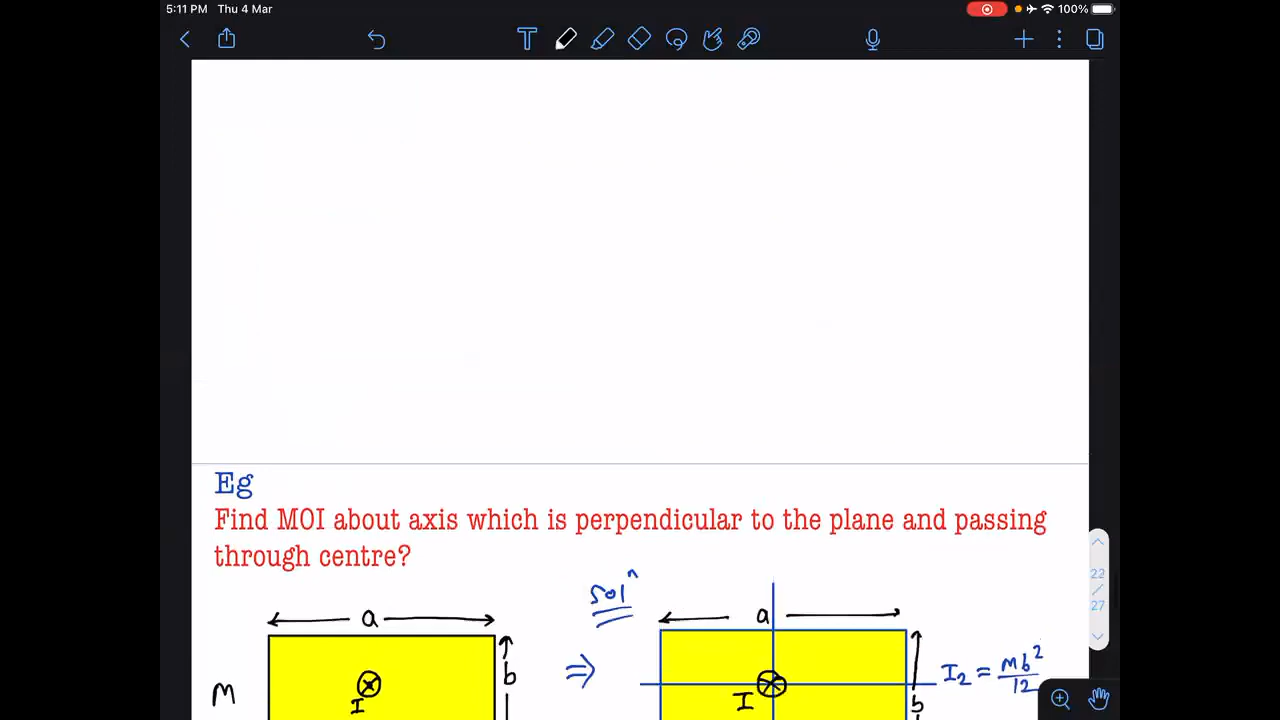 5:11 PM Thu 4 Mar
100%
T
22
/
27
Eg
Find MOI about axis which is perpendicular to the plane and passing
through centre?
solⁿ
a
a
M
I
b
⇒
I
b
I₂ = Mb²/12